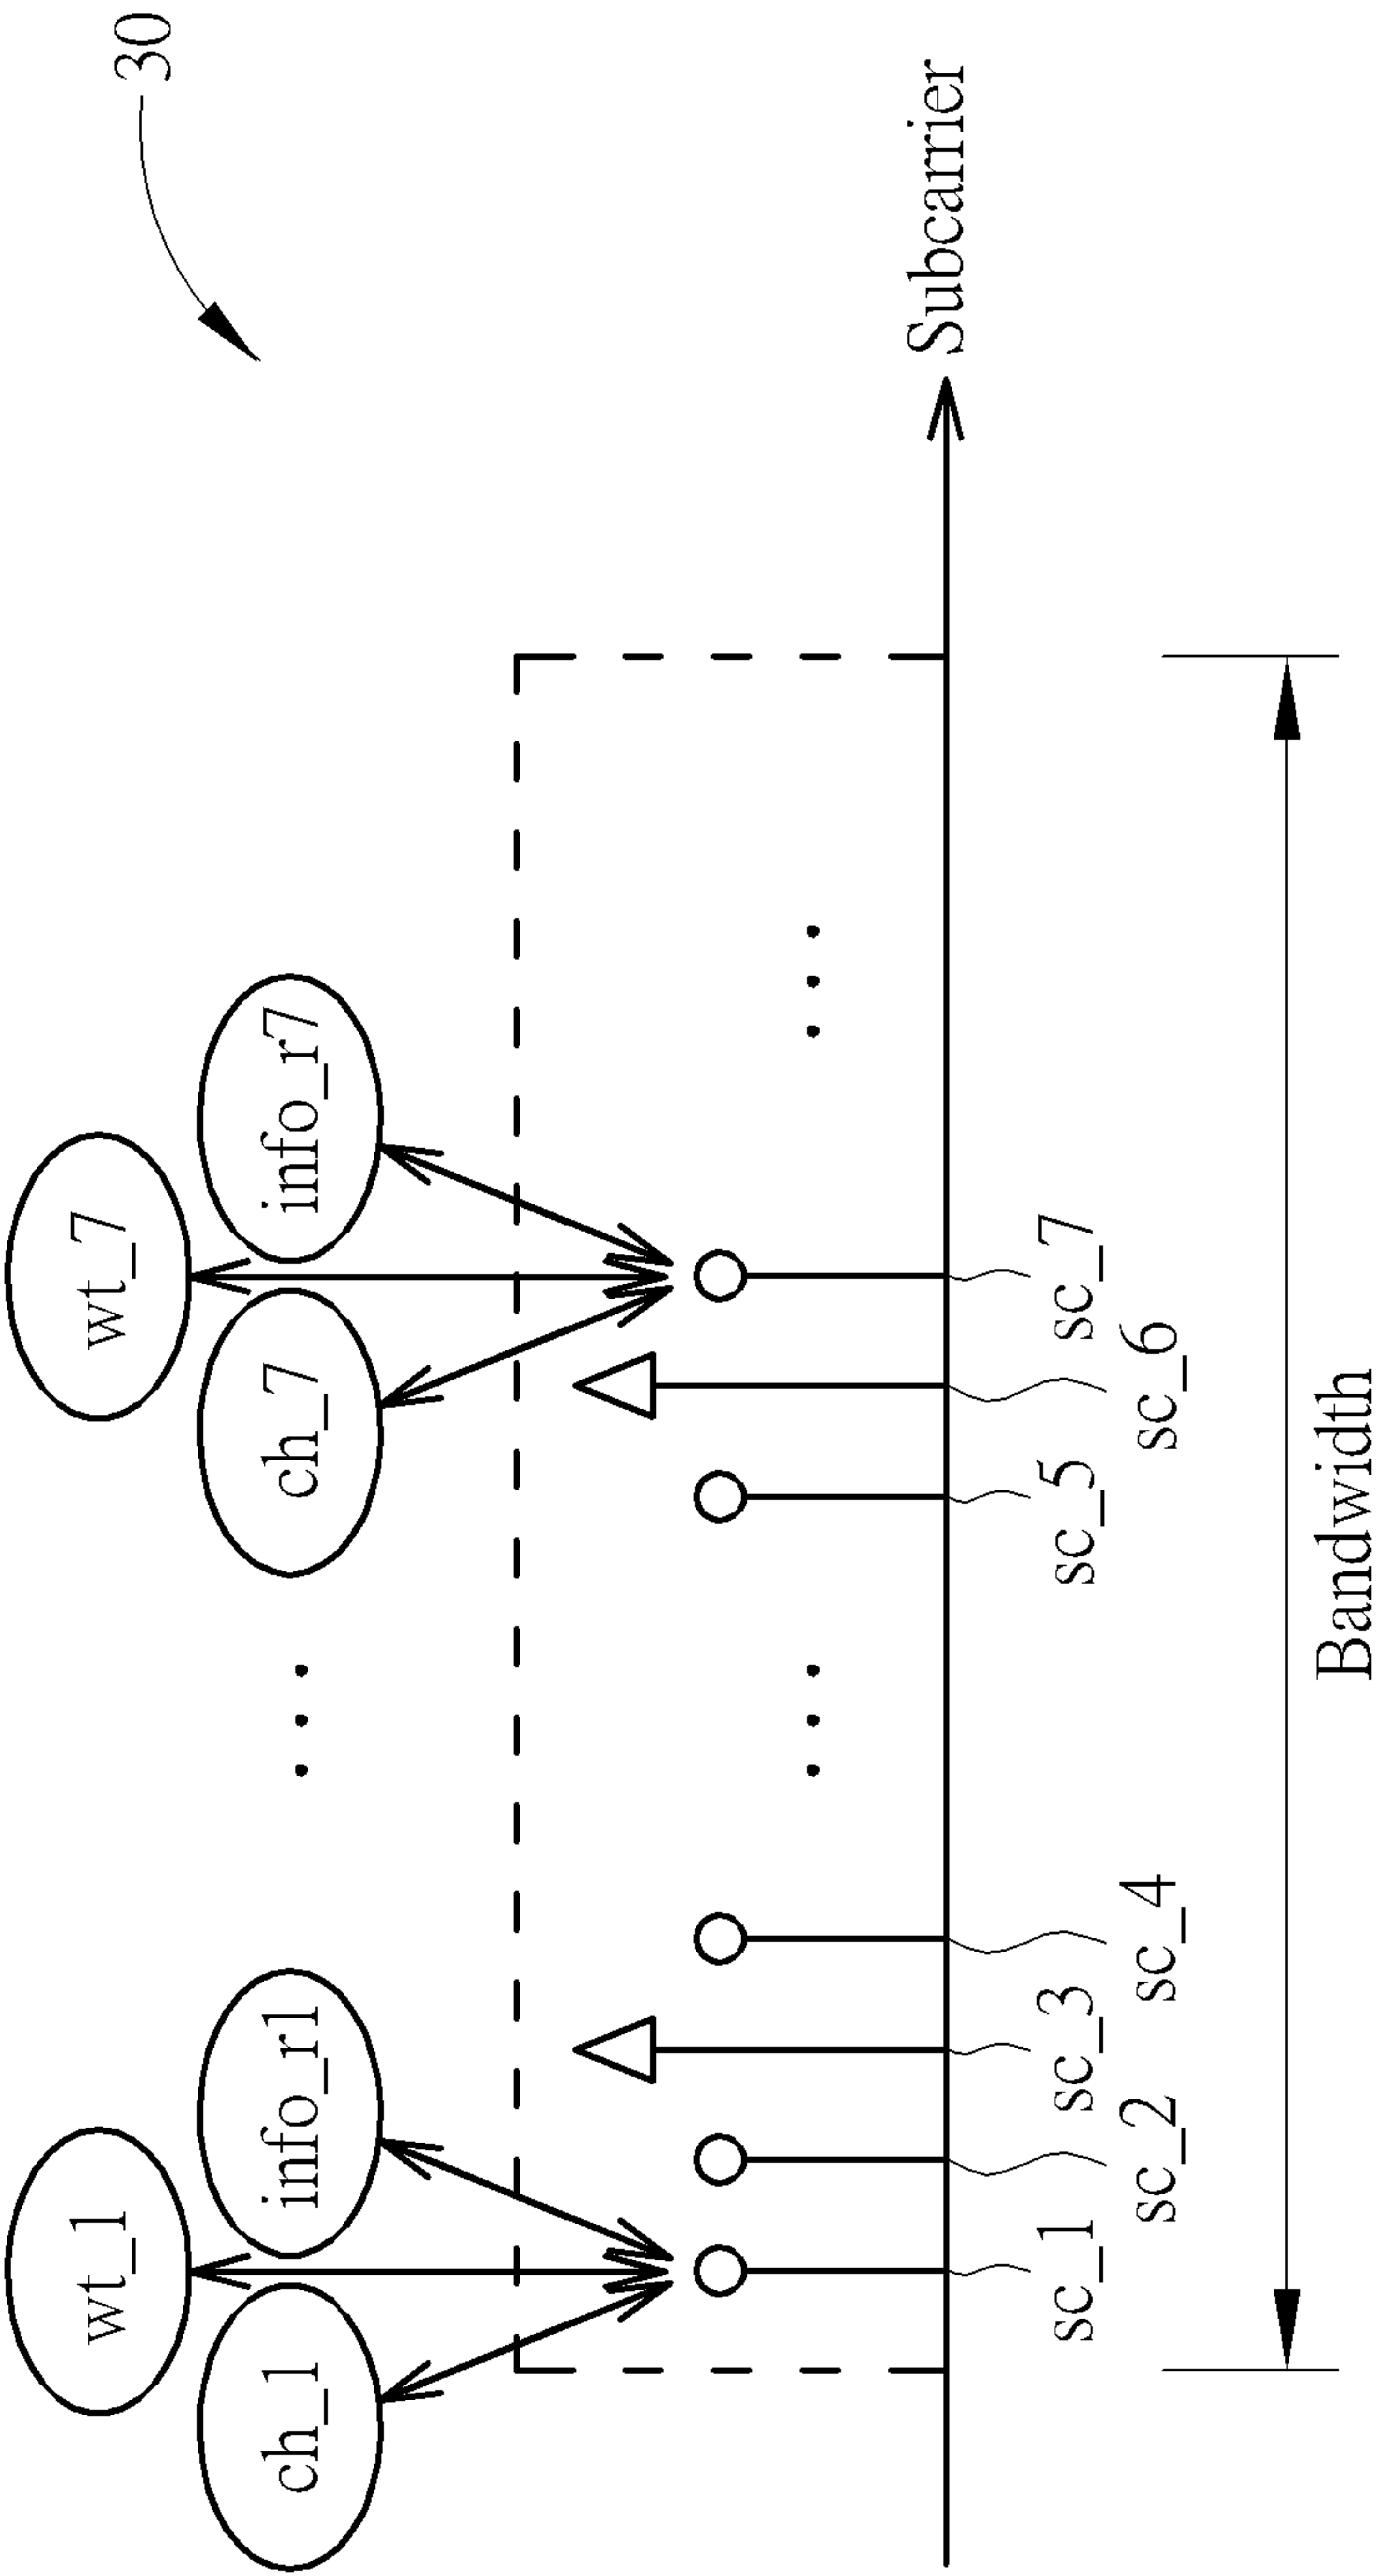 30
wt_1
wt_7
ch_1
info_r1
...
ch_7
info_r7
...
...
Subcarrier
sc_1
sc_2
sc_3
sc_4
sc_5
sc_6
sc_7
Bandwidth